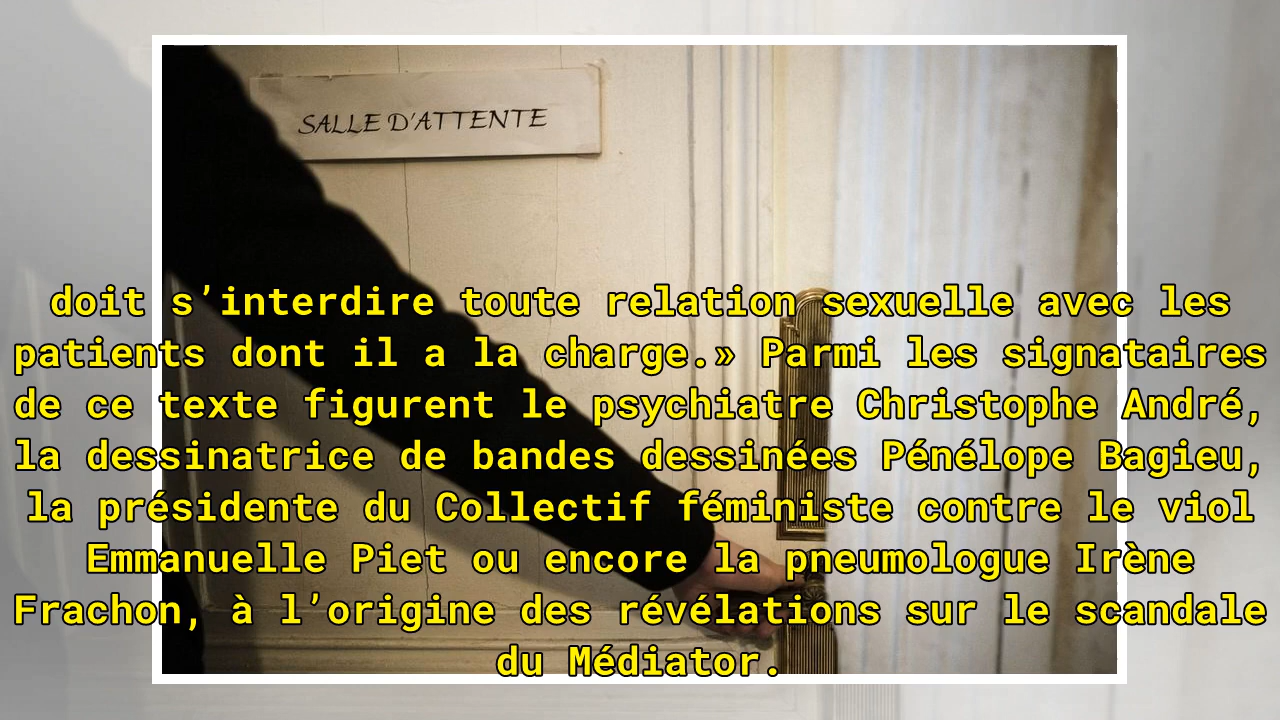 SALLE D'ATTENTE
doit s’interdire toute relation sexuelle avec les
patients dont il a la charge.» Parmi les signataires
de ce texte figurent le psychiatre Christophe André,
la dessinatrice de bandes dessinées Pénélope Bagieu,
la présidente du Collectif féministe contre le viol
Emmanuelle Piet ou encore la pneumologue Irène
Frachon, à l’origine des révélations sur le scandale
du Médiator.